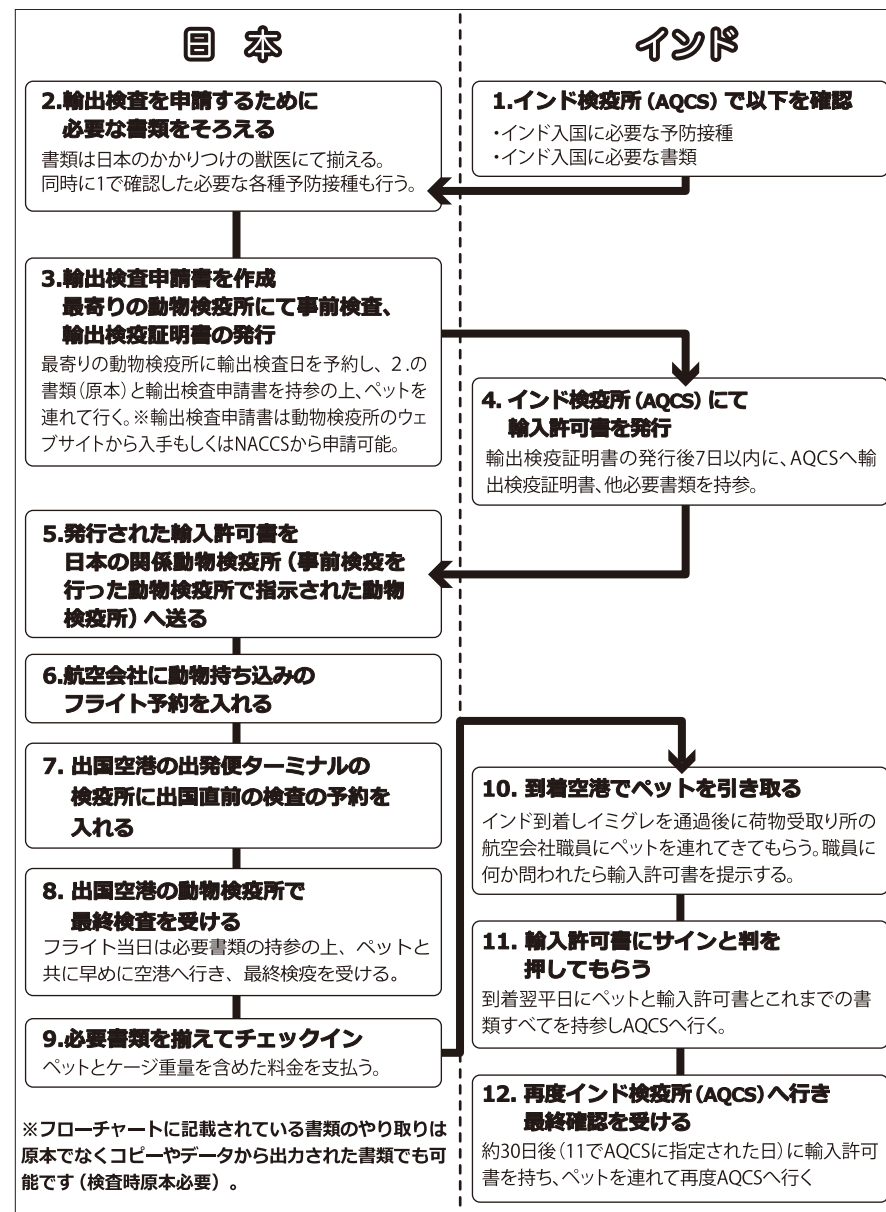 日 本
インド
1.インド検疫所（AQCS）で以下を確認
・インド入国に必要な予防接種
・インド入国に必要な書類
2.輸出検査を申請するために
必要な書類をそろえる
書類は日本のかかりつけの獣医にて揃える。
同時に1で確認した必要な各種予防接種も行う。
3.輸出検査申請書を作成
最寄りの動物検疫所にて事前検査、
輸出検疫証明書の発行
最寄りの動物検疫所に輸出検査日を予約し、２.の
書類（原本）と輸出検査申請書を持参の上、ペットを
連れて行く。※輸出検査申請書は動物検疫所のウェ
ブサイトから入手もしくはNACCSから申請可能。
4. インド検疫所（AQCS）にて
輸入許可書を発行
輸出検疫証明書の発行後7日以内に、AQCSへ輸
出検疫証明書、他必要書類を持参。
5.発行された輸入許可書を
日本の関係動物検疫所（事前検疫を
行った動物検疫所で指示された動物
検疫所）へ送る
6.航空会社に動物持ち込みの
フライト予約を入れる
7. 出国空港の出発便ターミナルの
検疫所に出国直前の検査の予約を
入れる
8. 出国空港の動物検疫所で
最終検査を受ける
フライト当日は必要書類の持参の上、ペットと
共に早めに空港へ行き、最終検疫を受ける。
9.必要書類を揃えてチェックイン
ペットとケージ重量を含めた料金を支払う。
10. 到着空港でペットを引き取る
インド到着しイミグレを通過後に荷物受取り所の
航空会社職員にペットを連れてきてもらう。職員に
何か問われたら輸入許可書を提示する。
11. 輸入許可書にサインと判を
押してもらう
到着翌平日にペットと輸入許可書とこれまでの書
類すべてを持参しAQCSへ行く。
12. 再度インド検疫所（AQCS）へ行き
最終確認を受ける
約30日後（11でAQCSに指定された日）に輸入許可
書を持ち、ペットを連れて再度AQCSへ行く
※フローチャートに記載されている書類のやり取りは
原本でなくコピーやデータから出力された書類でも可
能です（検査時原本必要）。